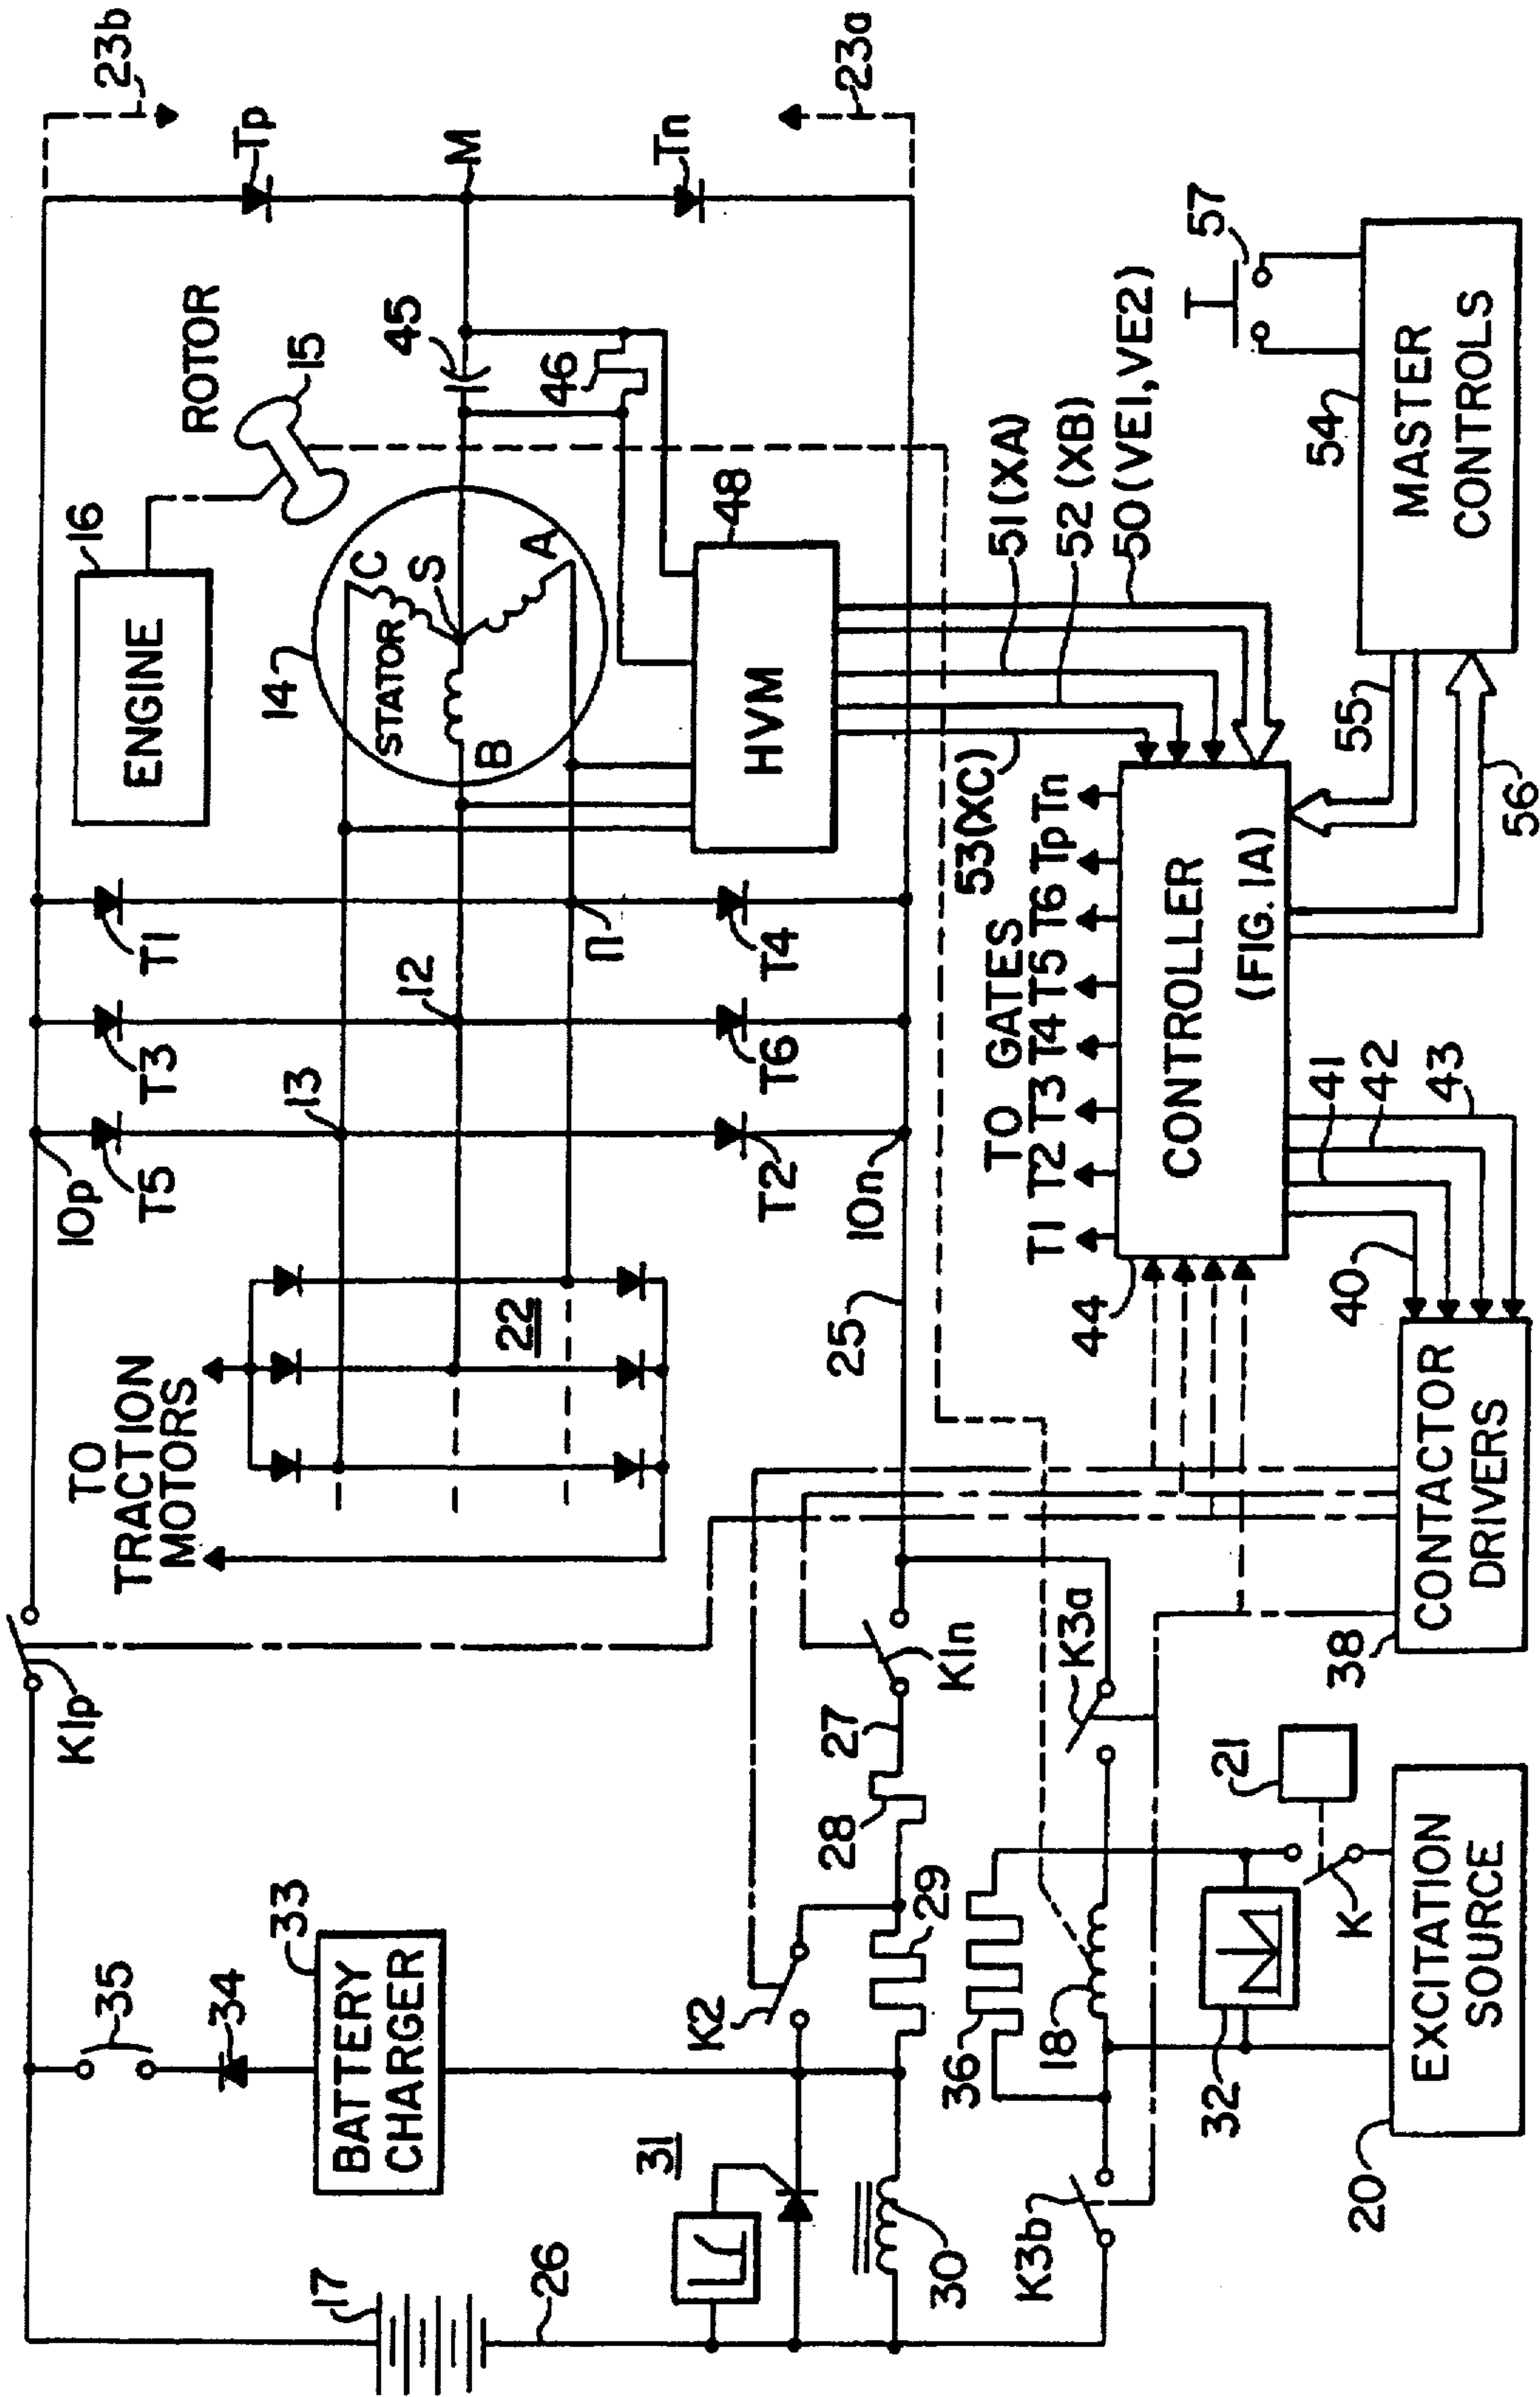 K1p
35
34
33
BATTERY
CHARGER
17
26
31
K2
30
29
28
27
K1n
25
K3b
K3a
36
18
32
K
21
20
EXCITATION
SOURCE
TO
TRACTION
MOTORS
22
10p
T5
T3
T1
13
12
11
T2
T6
T4
10n
16
ENGINE
ROTOR
15
14
STATOR
C
S
B
A
45
46
M
Tp
Tn
23b
23a
48
HVM
53(XC)
51(XA)
52(XB)
50(VE1,VE2)
TO GATES
T1 T2 T3 T4 T5 T6 Tp Tn
44
CONTROLLER
(FIG. 1A)
40
41
42
43
38
CONTACTOR
DRIVERS
54
57
MASTER
CONTROLS
55
56